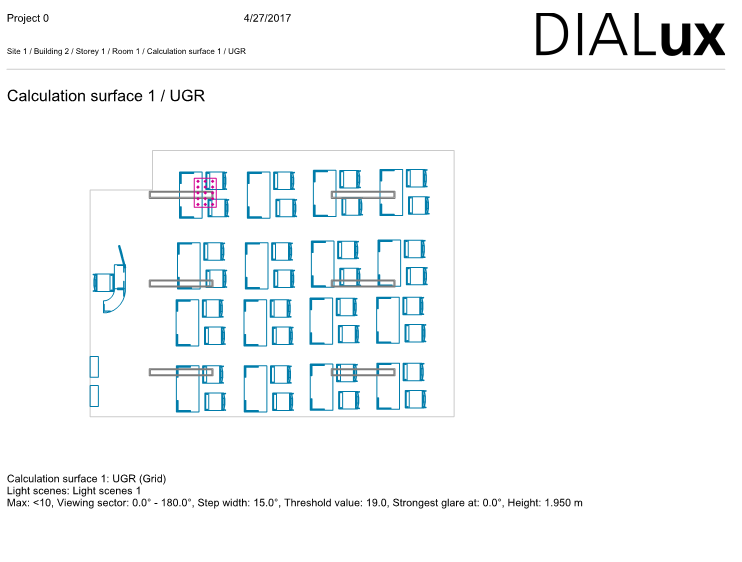 Project 0
4/27/2017
DIALux
Site 1 / Building 2 / Storey 1 / Room 1 / Calculation surface 1 / UGR
Calculation surface 1 / UGR
Calculation surface 1: UGR (Grid)
Light scenes: Light scenes 1
Max: <10, Viewing sector: 0.0° - 180.0°, Step width: 15.0°, Threshold value: 19.0, Strongest glare at: 0.0°, Height: 1.950 m